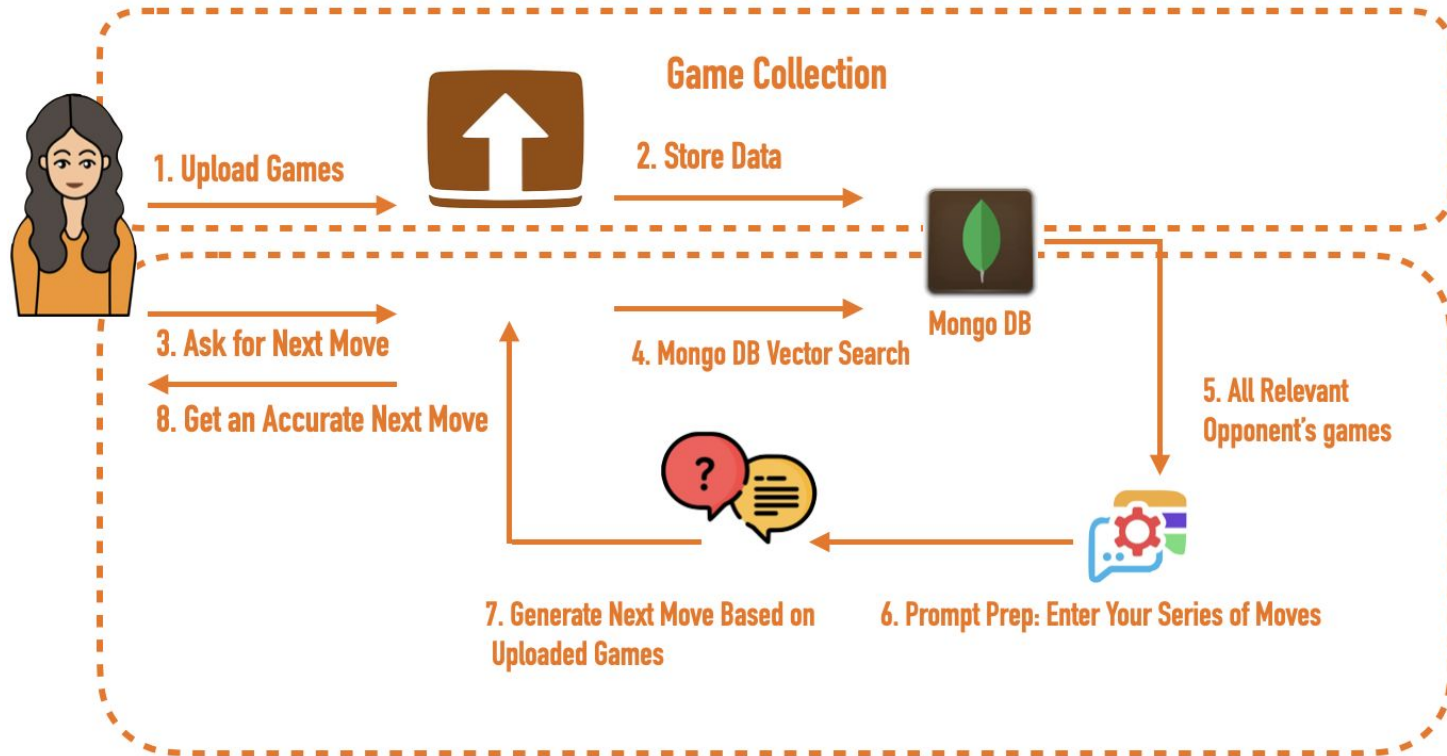 Game Collection
1. Upload Games
2. Store Data
Mongo DB
3. Ask for Next Move
4. Mongo DB Vector Search
8. Get an Accurate Next Move
5. All Relevant
Opponent's games
?
7. Generate Next Move Based on
Uploaded Games
6. Prompt Prep: Enter Your Series of Moves